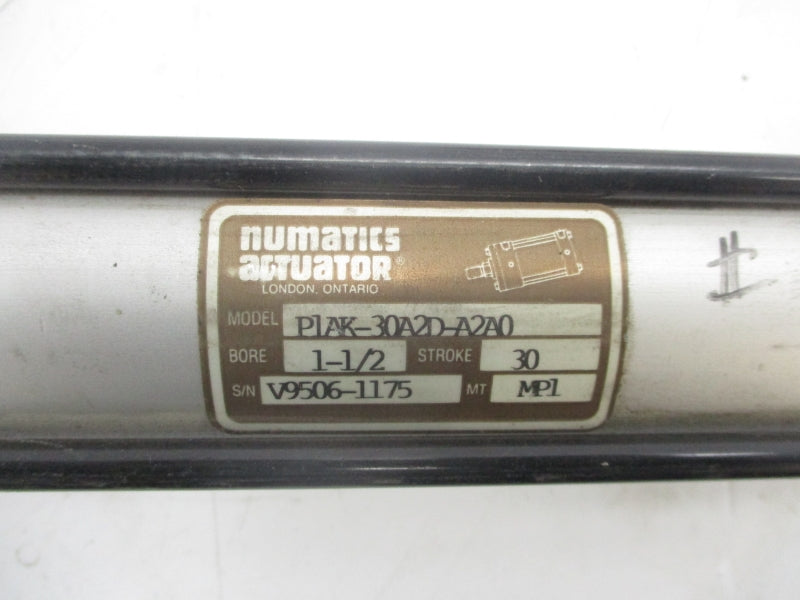 numatics
actuator®
LONDON, ONTARIO
MODEL P1AK-30A2D-A2A0
BORE 1-1/2 STROKE 30
S/N V9506-1175 MT MP1
#